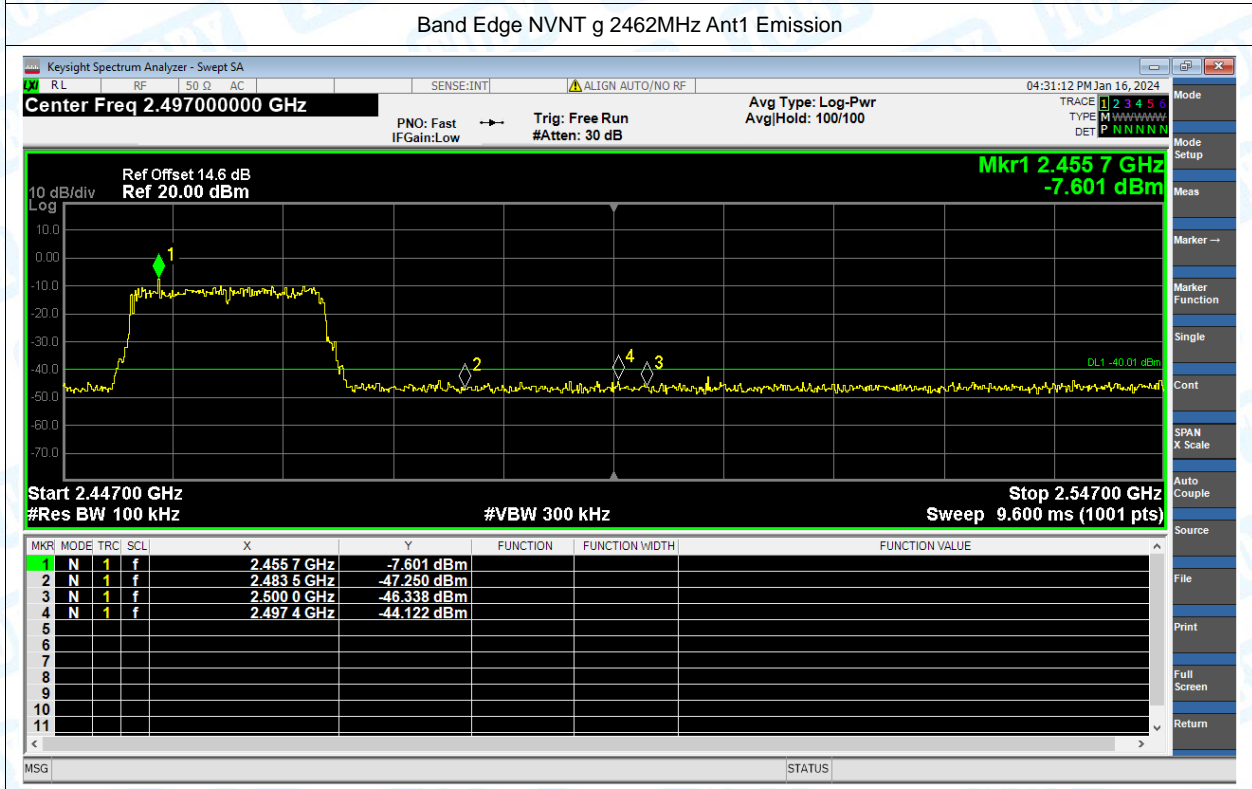 Band Edge NVNT g 2462MHz Ant1 Emission
Keysight Spectrum Analyzer - Swept SA
LXI RL RF 50 Ω AC SENSE:INT ALIGN AUTO/NO RF 04:31:12 PM Jan 16, 2024
Center Freq 2.497000000 GHz
PNO: Fast
IFGain:Low
Trig: Free Run
#Atten: 30 dB
Avg Type: Log-Pwr
Avg|Hold: 100/100
TRACE 1 2 3 4 5 6
TYPE M WWWWW
DET P N N N N N
Mkr1 2.455 7 GHz
-7.601 dBm
Ref Offset 14.6 dB
10 dB/div Ref 20.00 dBm
Log
10.0
0.00
-10.0
-20.0
-30.0
-40.0
-50.0
-60.0
-70.0
1
2
4
3
DL1 -40.01 dBm
Start 2.44700 GHz Stop 2.54700 GHz
#Res BW 100 kHz #VBW 300 kHz Sweep 9.600 ms (1001 pts)
MKR MODE TRC SCL X Y FUNCTION FUNCTION WIDTH FUNCTION VALUE
1 N 1 f 2.455 7 GHz -7.601 dBm
2 N 1 f 2.483 5 GHz -47.250 dBm
3 N 1 f 2.500 0 GHz -46.338 dBm
4 N 1 f 2.497 4 GHz -44.122 dBm
5
6
7
8
9
10
11
MSG STATUS
Mode
Mode
Setup
Meas
Marker→
Marker
Function
Single
Cont
SPAN
X Scale
Auto
Couple
Source
File
Print
Full
Screen
Return